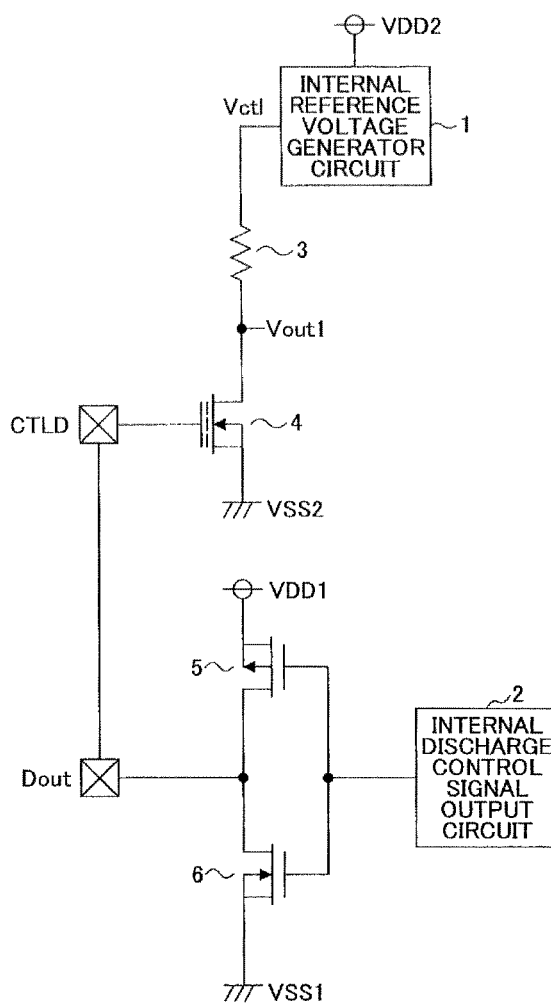 VDD2
INTERNAL
REFERENCE
VOLTAGE
GENERATOR
CIRCUIT
1
Vctl
3
Vout1
CTLD
4
VSS2
VDD1
5
2
INTERNAL
DISCHARGE
CONTROL
SIGNAL
OUTPUT
CIRCUIT
Dout
6
VSS1